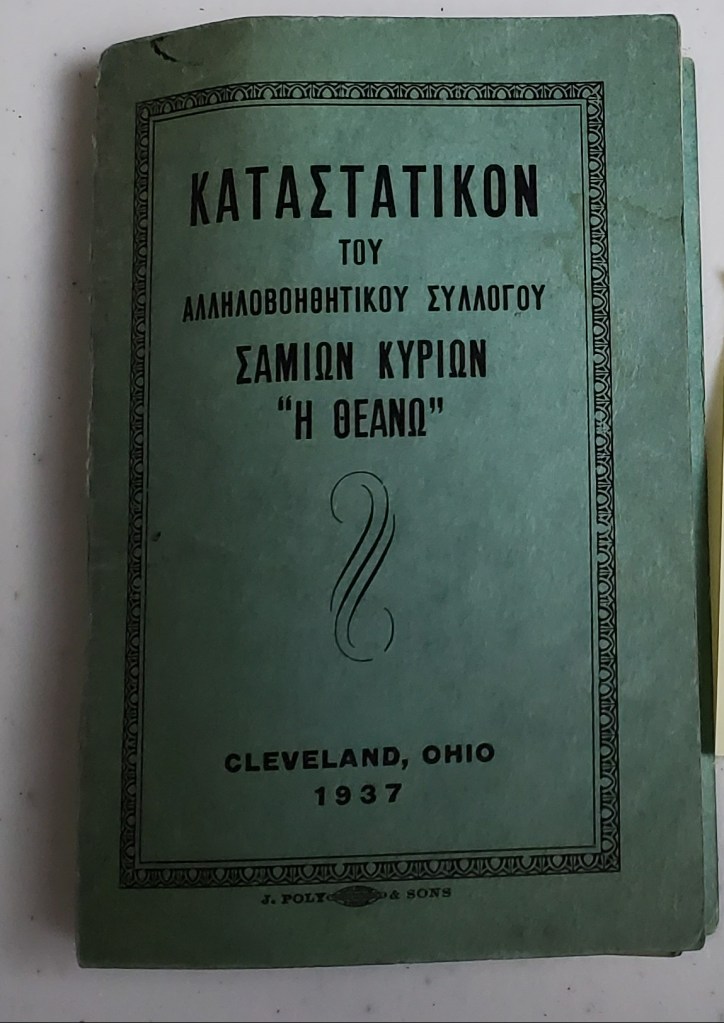 ΚΑΤΑΣΤΑΤΙΚΟΝ
ΤΟΥ
ΑΛΛΗΛΟΒΟΗΘΗΤΙΚΟΥ ΣΥΛΛΟΓΟΥ
ΣΑΜΙΩΝ ΚΥΡΙΩΝ
"Η ΘΕΑΝΩ"
CLEVELAND, OHIO
1937
J. POLY & SONS